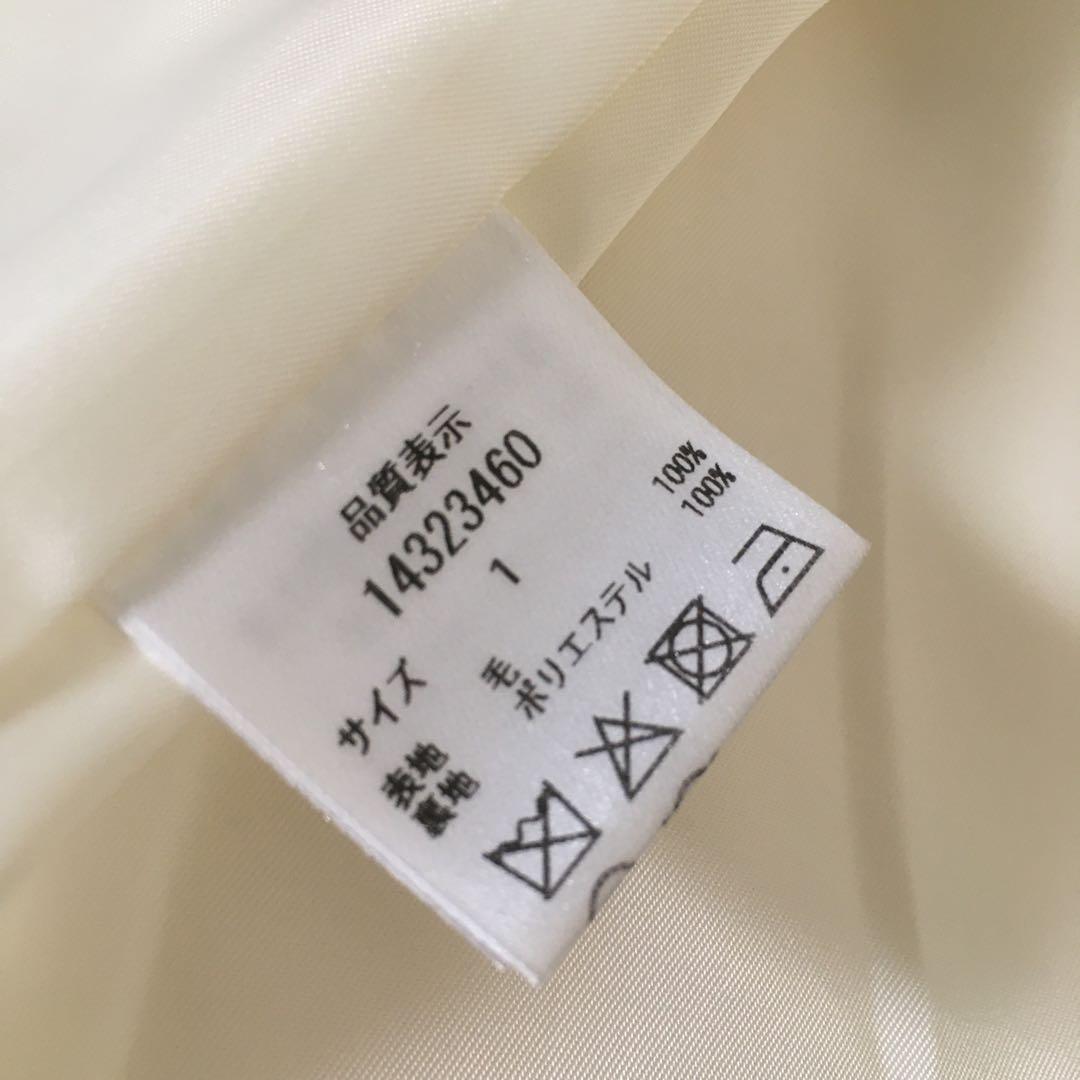 品質表示
14323460
サイズ 1
表地 毛 100%
裏地 ポリエステル 100%